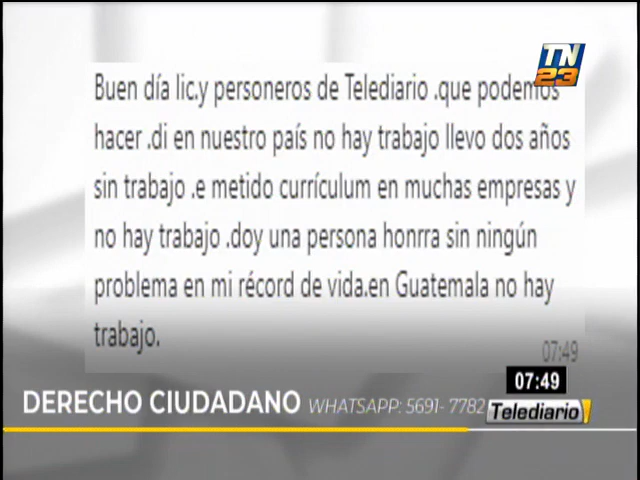 TN
23
Buen día lic.y personeros de Telediario .que podemos
hacer .di en nuestro país no hay trabajo llevo dos años
sin trabajo .e metido currículum en muchas empresas y
no hay trabajo .doy una persona honrra sin ningún
problema en mi récord de vida.en Guatemala no hay
trabajo.
07:49
07:49
DERECHO CIUDADANO WHATSAPP: 5691- 7782
Telediario